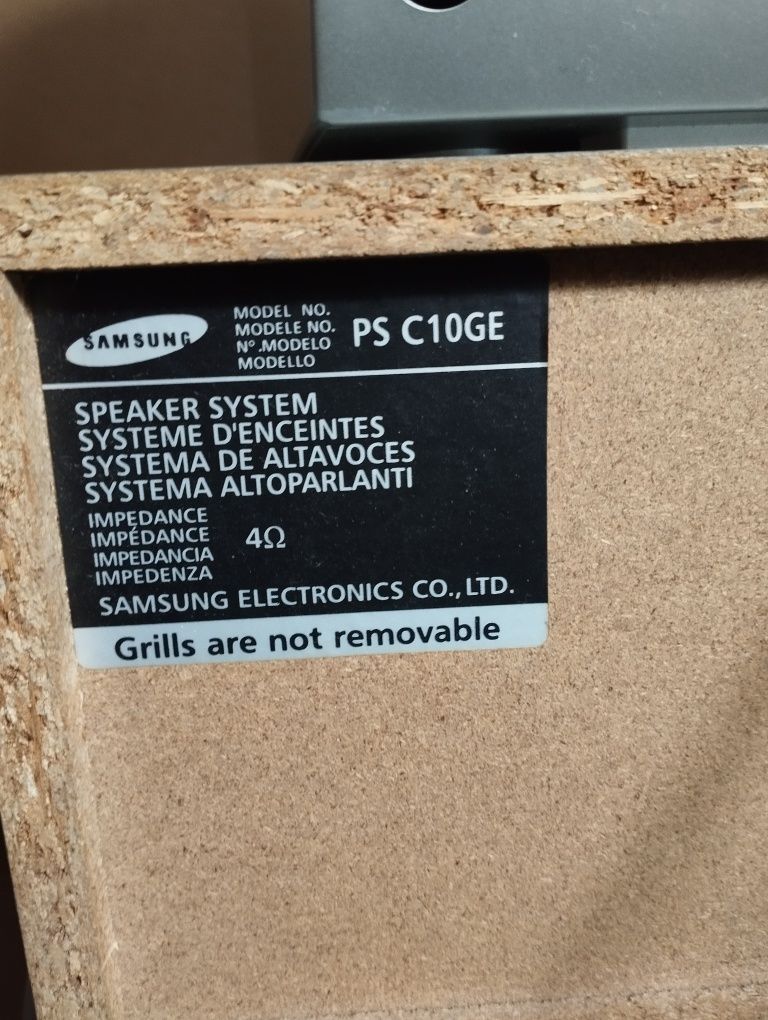 SAMSUNG
MODEL NO.
MODELE NO.
Nº.MODELO
MODELLO
PS C10GE
SPEAKER SYSTEM
SYSTEME D'ENCEINTES
SYSTEMA DE ALTAVOCES
SYSTEMA ALTOPARLANTI
IMPEDANCE
IMPÉDANCE
IMPEDANCIA
IMPEDENZA
4Ω
SAMSUNG ELECTRONICS CO.,LTD.
Grills are not removable